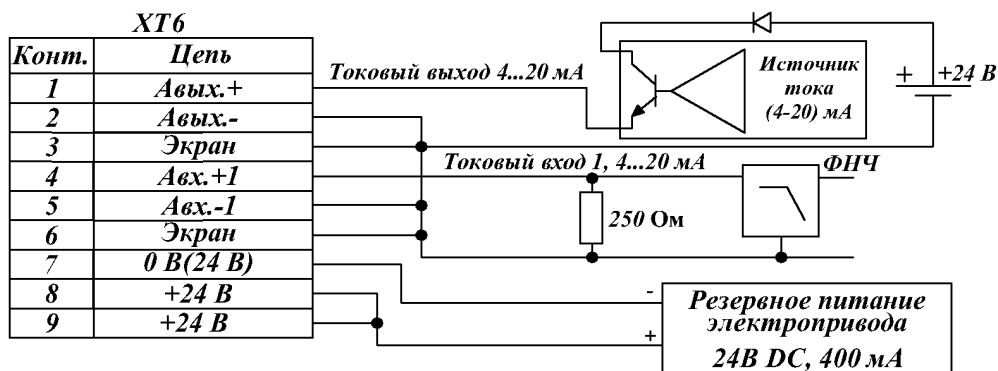 XT6
Конт. Цепь
1 Авых.+
2 Авых.-
3 Экран
4 Авх.+1
5 Авх.-1
6 Экран
7 0 В(24 В)
8 +24 В
9 +24 В
Токовый выход 4...20 мА
Источник
тока
(4-20) мА
+
+24 В
Токовый вход 1, 4...20 мА
ФНЧ
250 Ом
-
+
Резервное питание
электропривода
24В DC, 400 мА